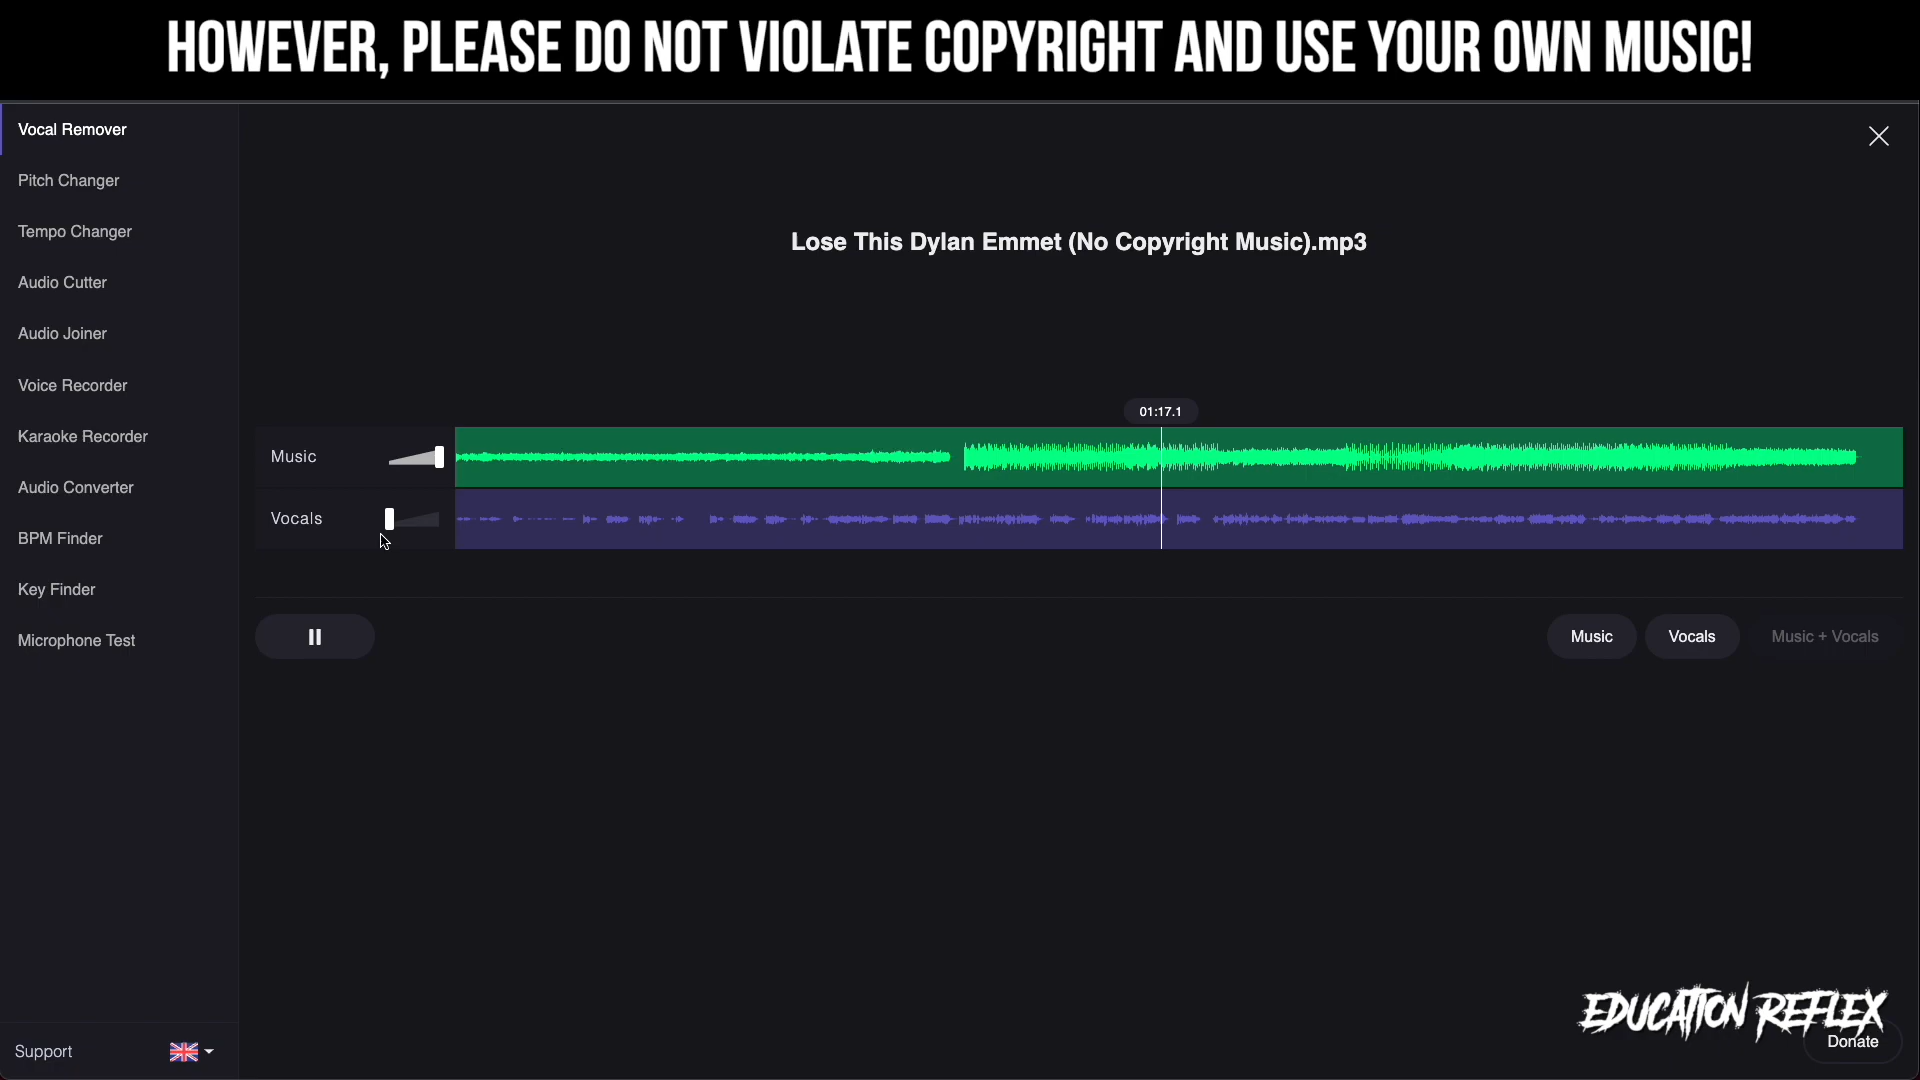 HOWEVER, PLEASE DO NOT VIOLATE COPYRIGHT AND USE YOUR OWN MUSIC!
Vocal Remover
Pitch Changer
Tempo Changer
Audio Cutter
Audio Joiner
Voice Recorder
Karaoke Recorder
Audio Converter
BPM Finder
Key Finder
Microphone Test
Support
Lose This Dylan Emmet (No Copyright Music).mp3
01:17.1
Music
Vocals
Music Vocals Music + Vocals
EDUCATION REFLEX
Donate